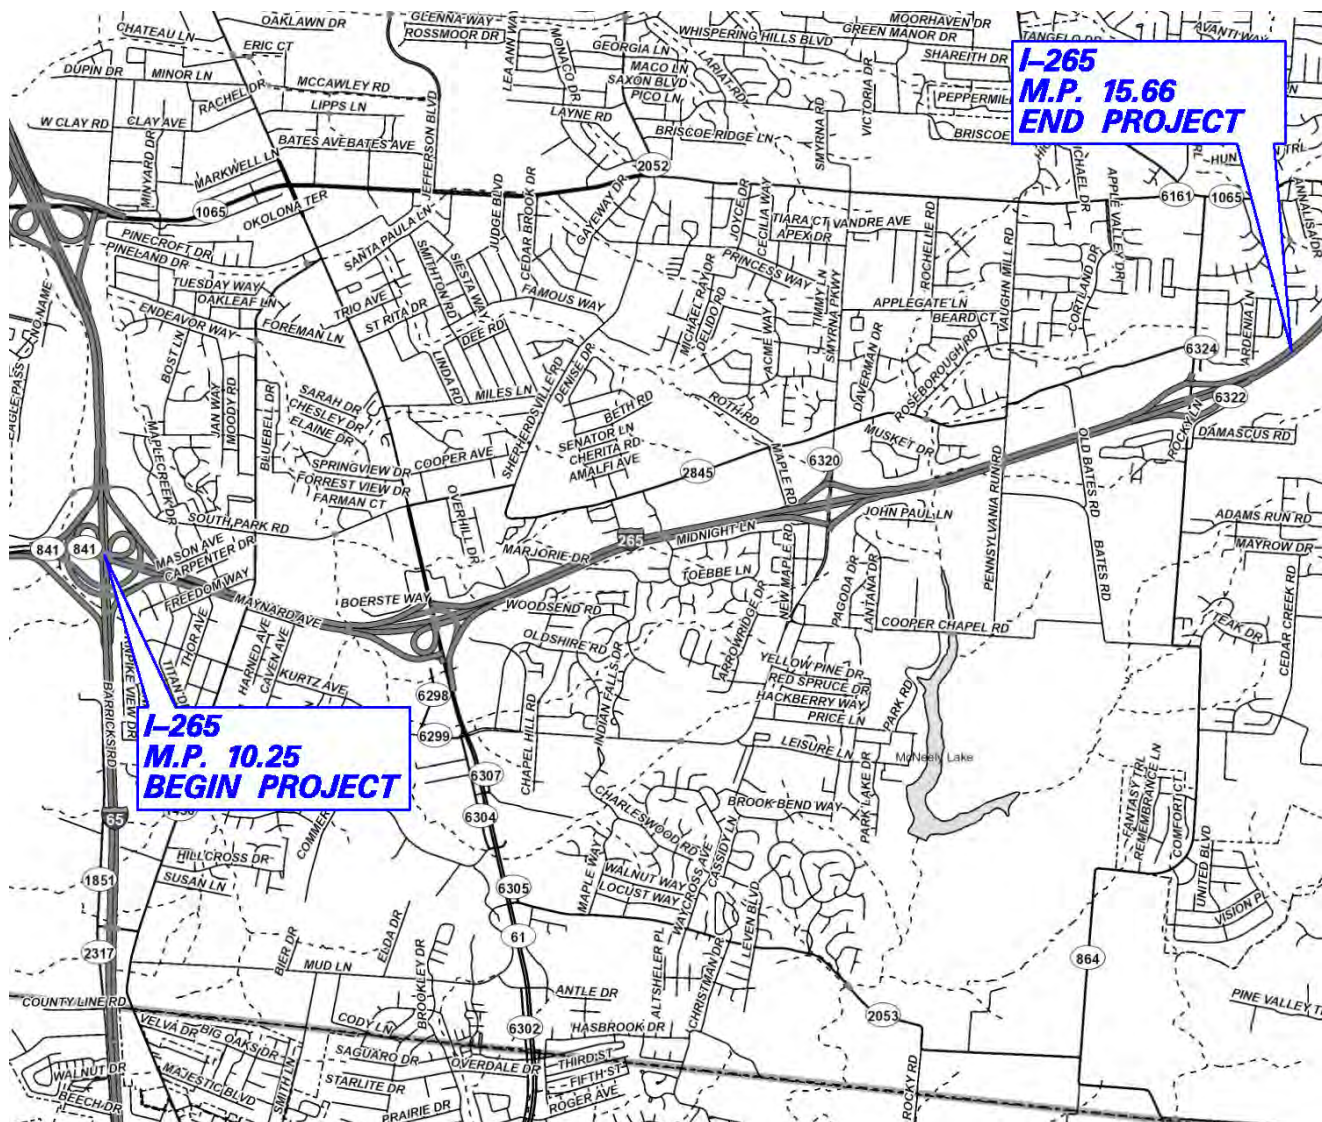 CHATEAU LN
OAKLAWN DR
GLENNA WAY
ROSSMOOR DR
ERIC CT
DUPIN DR
MINOR LN
MCCAWLEY RD
RACHEL DR
LIPPS LN
W CLAY RD
CLAY AVE
BATES AVE
BATES AVE
MINYARD DR
MARKWELL LN
JEFFERSON BLVD
LEA ANN WAY
MONACO DR
GEORGIA LN
MACO LN
SAXON BLVD
PICO LN
LAYNE RD
LARIAT RD
WHISPERING HILLS BLVD
MOORHAVEN DR
GREEN MANOR DR
SHAREITH DR
TANGELO DR
AVANTI WAY
VICTORIA DR
SMYRNA RD
BRISCOE RIDGE LN
BRISCOE
I-265
M.P. 15.66
END PROJECT
2052
1065
OKOLONA TER
6161
1065
ANNALISA DR
APPLE VALLEY DR
SANTA PAULA LN
JUDGE BLVD
CEDAR BROOK DR
GATEWAY DR
JOYCE DR
CECILIA WAY
TIARA CT
APEX DR
VANDRE AVE
ROCHELLE RD
VAUGHN MILL RD
CORTLAND DR
PINECROFT DR
PINELAND DR
TUESDAY WAY
OAKLEAF LN
ENDEAVOR WAY
FOREMAN LN
TRIO AVE
ST RITA DR
SMITHTON RD
SIESTA WAY
FAMOUS WAY
DEE RD
LINDA RD
MILES LN
PRINCESS WAY
MICHAEL RAY DR
DELIDO RD
ACME WAY
TIMMY LN
SMYRNA PKWY
APPLEGATE LN
BEARD CT
DAVERMAN DR
ROSEBOROUGH RD
6324
ARDENIA LN
6322
NO NAME
EAGLE PASS
BOST LN
JAN WAY
MOODY RD
BLUEBELL DR
MAPLECREEK DR
SARAH DR
CHESLEY DR
ELAINE DR
SPRINGVIEW DR
FORREST VIEW DR
FARMAN CT
COOPER AVE
SHEPHERDSVILLE RD
DENISE DR
BETH RD
SENATOR LN
CHERITA RD
AMALFI AVE
ROTH RD
2845
MAPLE RD
6320
MUSKET DR
PENNSYLVANIA RUN RD
OLD BATES RD
ROCKY LN
DAMASCUS RD
SOUTH PARK RD
OVERHILL DR
JOHN PAUL LN
BATES RD
ADAMS RUN RD
MAYROW DR
841
841
MASON AVE
CARPENTER DR
FREEDOM WAY
MAYNARD AVE
BOERSTE WAY
MARJORIE DR
265
MIDNIGHT LN
TOEBBE LN
WOODSEND RD
OLDSHIRE RD
ARROWRIDGE DR
NEW MAPLE RD
PAGODA DR
LANTANA DR
COOPER CHAPEL RD
TEAK DR
CEDAR CREEK RD
THOR AVE
TITAN DR
HARNED AVE
CAVEN AVE
KURTZ AVE
BARRICKS RD
I-265
M.P. 10.25
BEGIN PROJECT
6298
6299
CHAPEL HILL RD
INDIAN FALLS DR
YELLOW PINE DR
RED SPRUCE DR
HACKBERRY WAY
PRICE LN
PARK RD
LEISURE LN
McNeely Lake
6307
6304
CHARLESWOOD RD
BROOK BEND WAY
PARK LAKE DR
FANTASY TRL
REMEMBRANCE LN
COMFORT CT
UNITED BLVD
VISION PL
65
HILLCROSS DR
SUSAN LN
1851
6305
MAPLE WAY
WALNUT WAY
LOCUST WAY
WAYCROSS AVE
CASSIDY LN
LEVEN BLVD
61
2317
BIER DR
ELDA DR
MUD LN
BROOKLEY DR
ANTLE DR
ALTSHELER PL
CHRISTMAN DR
864
2053
PINE VALLEY
COUNTY LINE RD
VELVA DR
BIG OAKS DR
CODY LN
6302
HASBROOK DR
WALNUT DR
BEECH DR
MAJESTIC BLVD
SMITH LN
SAGUARO DR
STARLITE DR
PRAIRIE DR
OVERDALE DR
THIRD ST
FIFTH ST
ROGER AVE
ROCKY RD